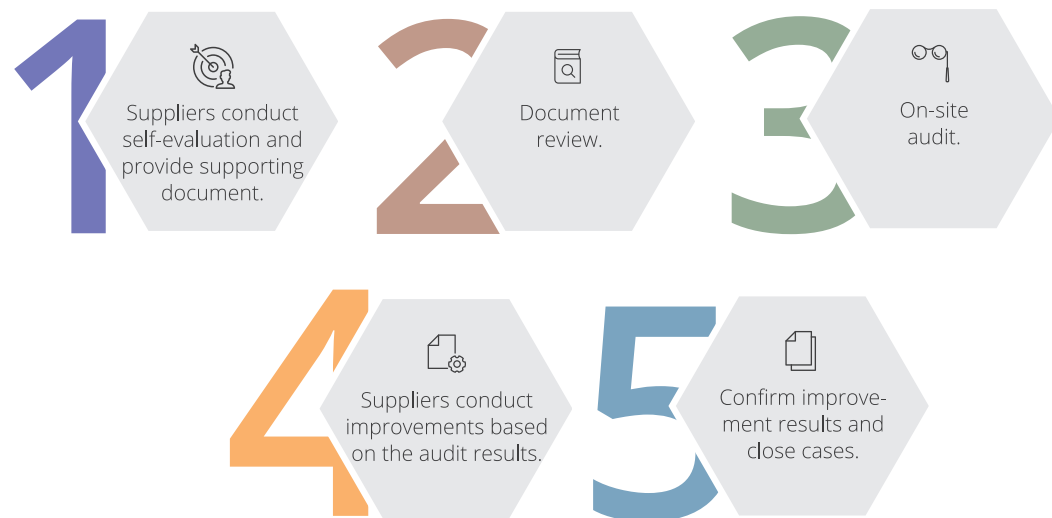 1
Suppliers conduct
self-evaluation and
provide supporting
document.
2
Document
review.
3
On-site
audit.
4
Suppliers conduct
improvements based
on the audit results.
5
Confirm improve-
ment results and
close cases.